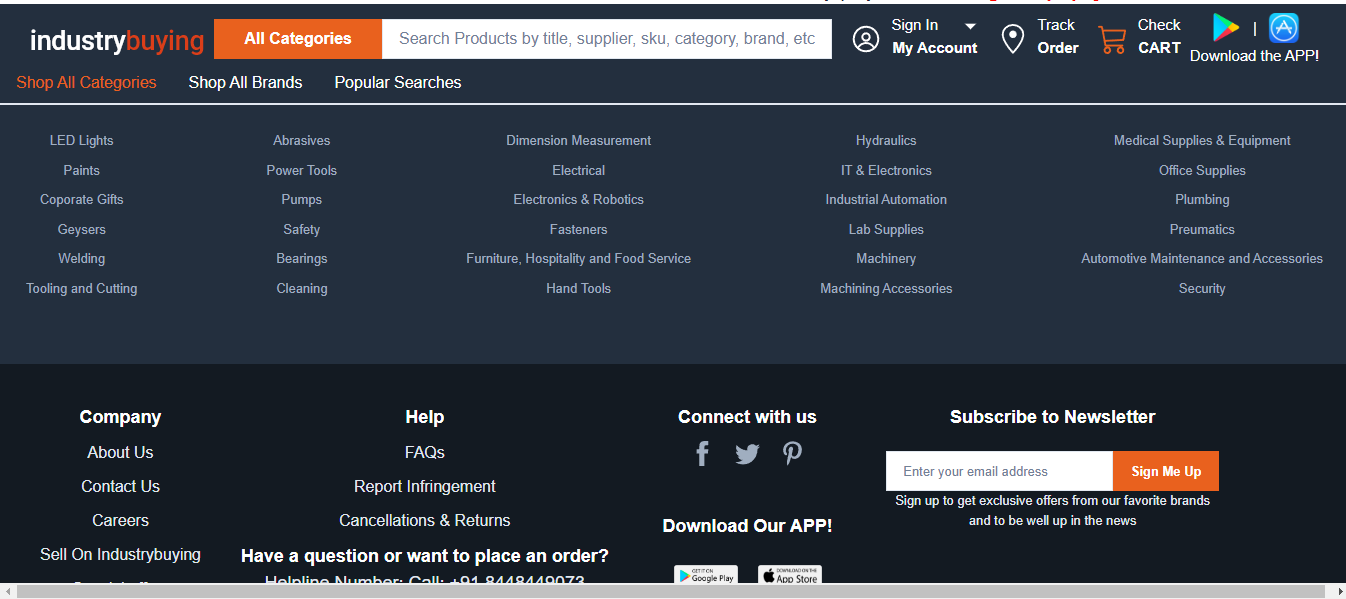 industrybuying
All Categories
Search Products by title, supplier, sku, category, brand, etc
Sign In
My Account
Track
Order
Check
CART
|
Download the APP!
Shop All Categories
Shop All Brands
Popular Searches
LED Lights
Paints
Coporate Gifts
Geysers
Welding
Tooling and Cutting
Abrasives
Power Tools
Pumps
Safety
Bearings
Cleaning
Dimension Measurement
Electrical
Electronics & Robotics
Fasteners
Furniture, Hospitality and Food Service
Hand Tools
Hydraulics
IT & Electronics
Industrial Automation
Lab Supplies
Machinery
Machining Accessories
Medical Supplies & Equipment
Office Supplies
Plumbing
Preumatics
Automotive Maintenance and Accessories
Security
Company
About Us
Contact Us
Careers
Sell On Industrybuying
Help
FAQs
Report Infringement
Cancellations & Returns
Have a question or want to place an order?
Helpline Number: Call: +91 8448449073
Connect with us
Download Our APP!
GET IT ON
Google Play
DOWNLOAD ON THE
App Store
Subscribe to Newsletter
Enter your email address
Sign Me Up
Sign up to get exclusive offers from our favorite brands
and to be well up in the news